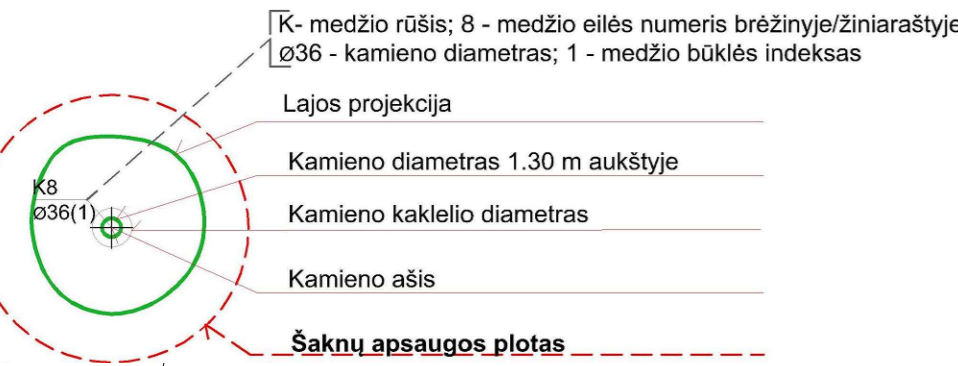 K- medžio rūšis; 8 - medžio eilės numeris brėžinyje/žiniaraštyje
Ø36 - kamieno diametras; 1 - medžio būklės indeksas
Lajos projekcija
Kamieno diametras 1.30 m aukštyje
K8
Ø36(1)
Kamieno kaklelio diametras
Kamieno ašis
Šaknų apsaugos plotas